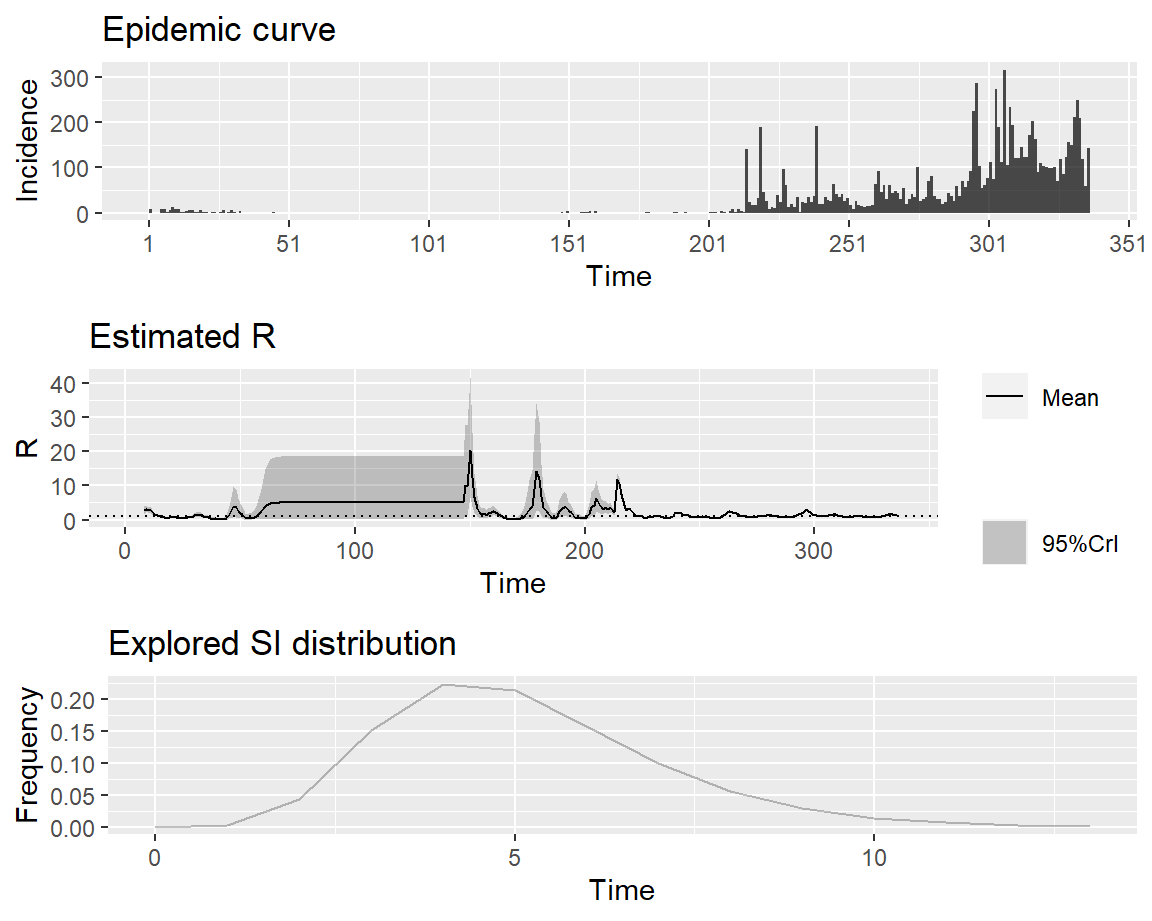 Epidemic curve
300
200
100
0
Incidence
1 51 101 151 201 251 301 351
Time
Estimated R
40
30
20
10
0
R
0 100 200 300
Time
Mean
95%CrI
Explored SI distribution
0.20
0.15
0.10
0.05
0.00
Frequency
0 5 10
Time